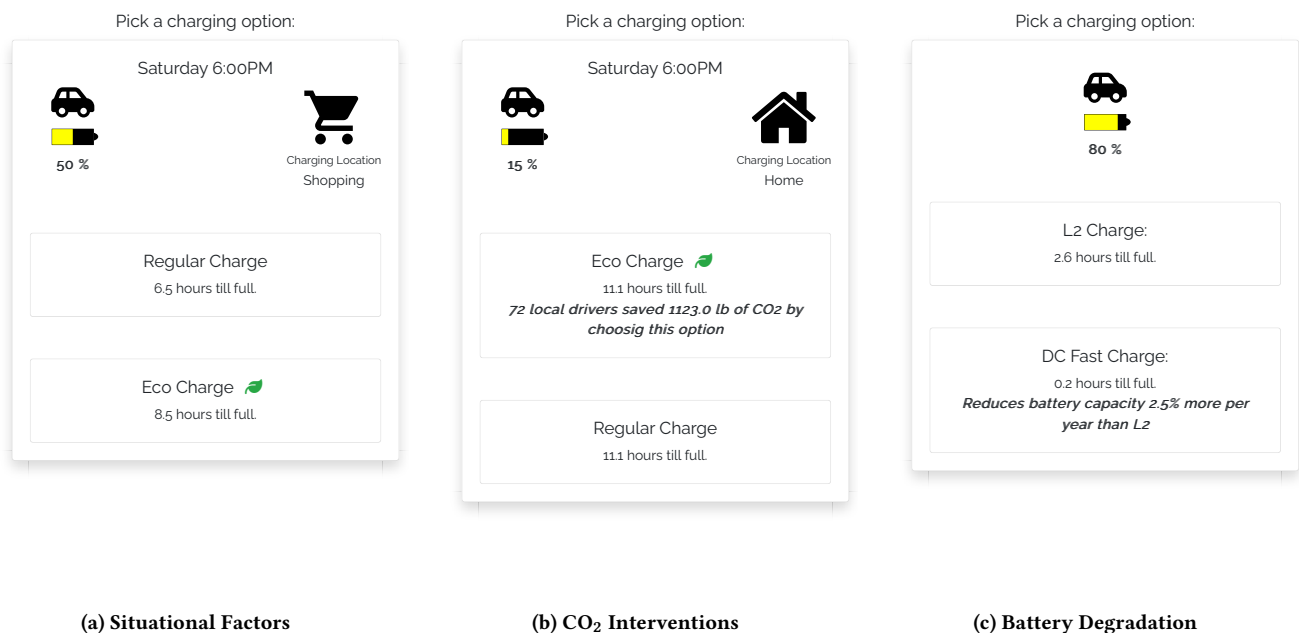 Pick a charging option:
Saturday 6:00PM
50 %
Charging Location
Shopping
Regular Charge
6.5 hours till full.
Eco Charge
8.5 hours till full.
(a) Situational Factors
Pick a charging option:
Saturday 6:00PM
15 %
Charging Location
Home
Eco Charge
11.1 hours till full.
72 local drivers saved 1123.0 lb of CO2 by
choosig this option
Regular Charge
11.1 hours till full.
(b) CO₂ Interventions
Pick a charging option:
80 %
L2 Charge:
2.6 hours till full.
DC Fast Charge:
0.2 hours till full.
Reduces battery capacity 2.5% more per
year than L2
(c) Battery Degradation